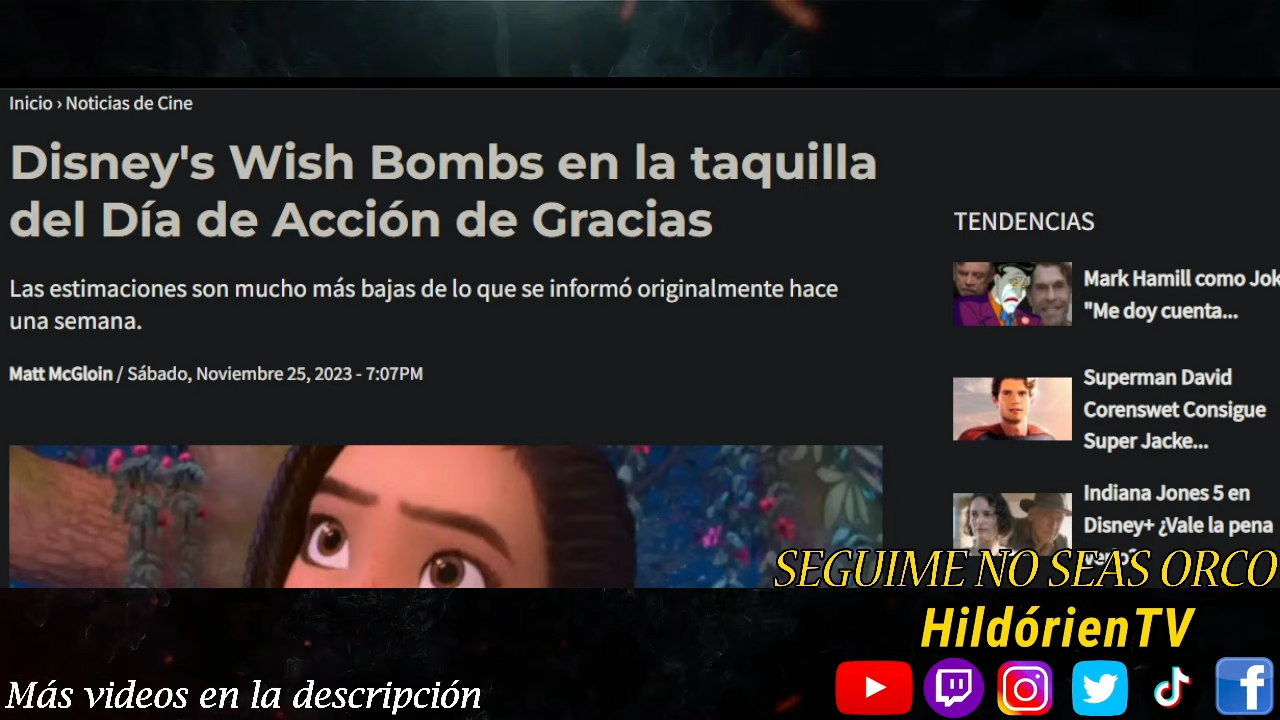 Inicio › Noticias de Cine
Disney's Wish Bombs en la taquilla
del Día de Acción de Gracias
Las estimaciones son mucho más bajas de lo que se informó originalmente hace
una semana.
Matt McGloin / Sábado, Noviembre 25, 2023 - 7:07PM
TENDENCIAS
Mark Hamill como Jok
"Me doy cuenta...
Superman David
Corenswet Consigue
Super Jacke...
Indiana Jones 5 en
Disney+ ¿Vale la pena
SEGUIME NO SEAS ORCO
HildórienTV
Más videos en la descripción